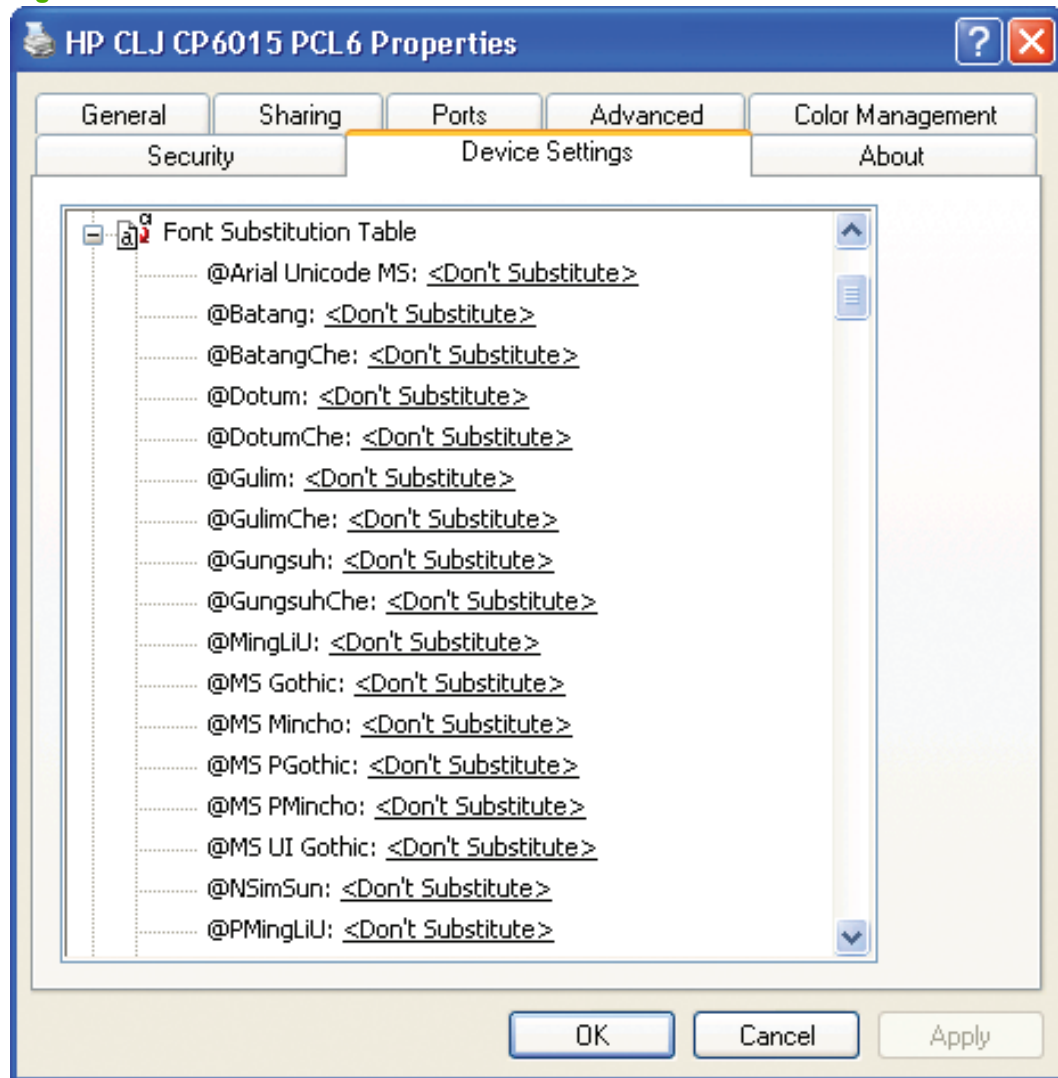 HP CLJ CP6015 PCL6 Properties
General Sharing Ports Advanced Color Management
Security Device Settings About
Font Substitution Table
@Arial Unicode MS: <Don't Substitute>
@Batang: <Don't Substitute>
@BatangChe: <Don't Substitute>
@Dotum: <Don't Substitute>
@DotumChe: <Don't Substitute>
@Gulim: <Don't Substitute>
@GulimChe: <Don't Substitute>
@Gungsuh: <Don't Substitute>
@GungsuhChe: <Don't Substitute>
@MingLiU: <Don't Substitute>
@MS Gothic: <Don't Substitute>
@MS Mincho: <Don't Substitute>
@MS PGothic: <Don't Substitute>
@MS PMincho: <Don't Substitute>
@MS UI Gothic: <Don't Substitute>
@NSimSun: <Don't Substitute>
@PMingLiU: <Don't Substitute>
OK Cancel Apply